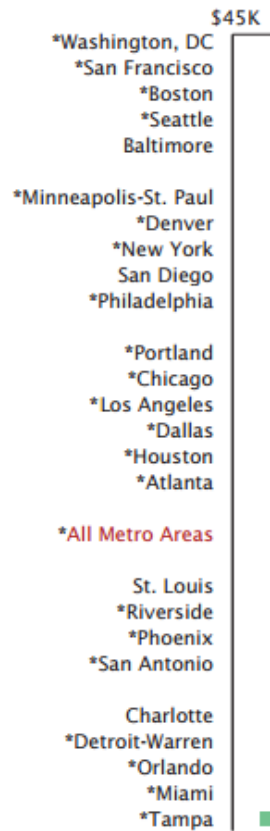 $45K
*Washington, DC
*San Francisco
*Boston
*Seattle
Baltimore
*Minneapolis-St. Paul
*Denver
*New York
San Diego
*Philadelphia
*Portland
*Chicago
*Los Angeles
*Dallas
*Houston
*Atlanta
*All Metro Areas
St. Louis
*Riverside
*Phoenix
*San Antonio
Charlotte
*Detroit-Warren
*Orlando
*Miami
*Tampa